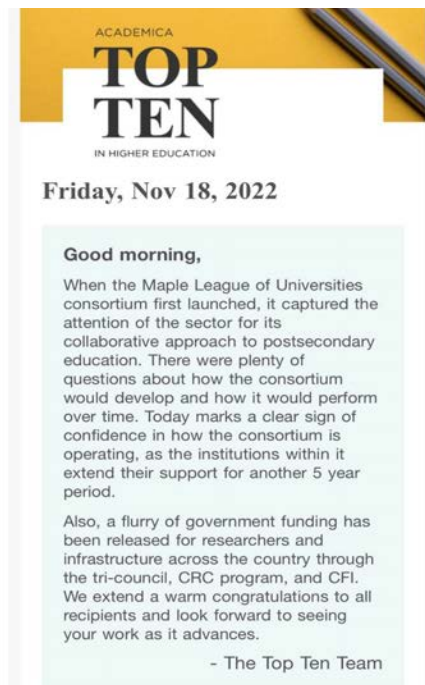 ACADEMICA
TOP
TEN
IN HIGHER EDUCATION
Friday, Nov 18, 2022
Good morning,
When the Maple League of Universities
consortium first launched, it captured the
attention of the sector for its
collaborative approach to postsecondary
education. There were plenty of
questions about how the consortium
would develop and how it would perform
over time. Today marks a clear sign of
confidence in how the consortium is
operating, as the institutions within it
extend their support for another 5 year
period.
Also, a flurry of government funding has
been released for researchers and
infrastructure across the country through
the tri-council, CRC program, and CFI.
We extend a warm congratulations to all
recipients and look forward to seeing
your work as it advances.
- The Top Ten Team